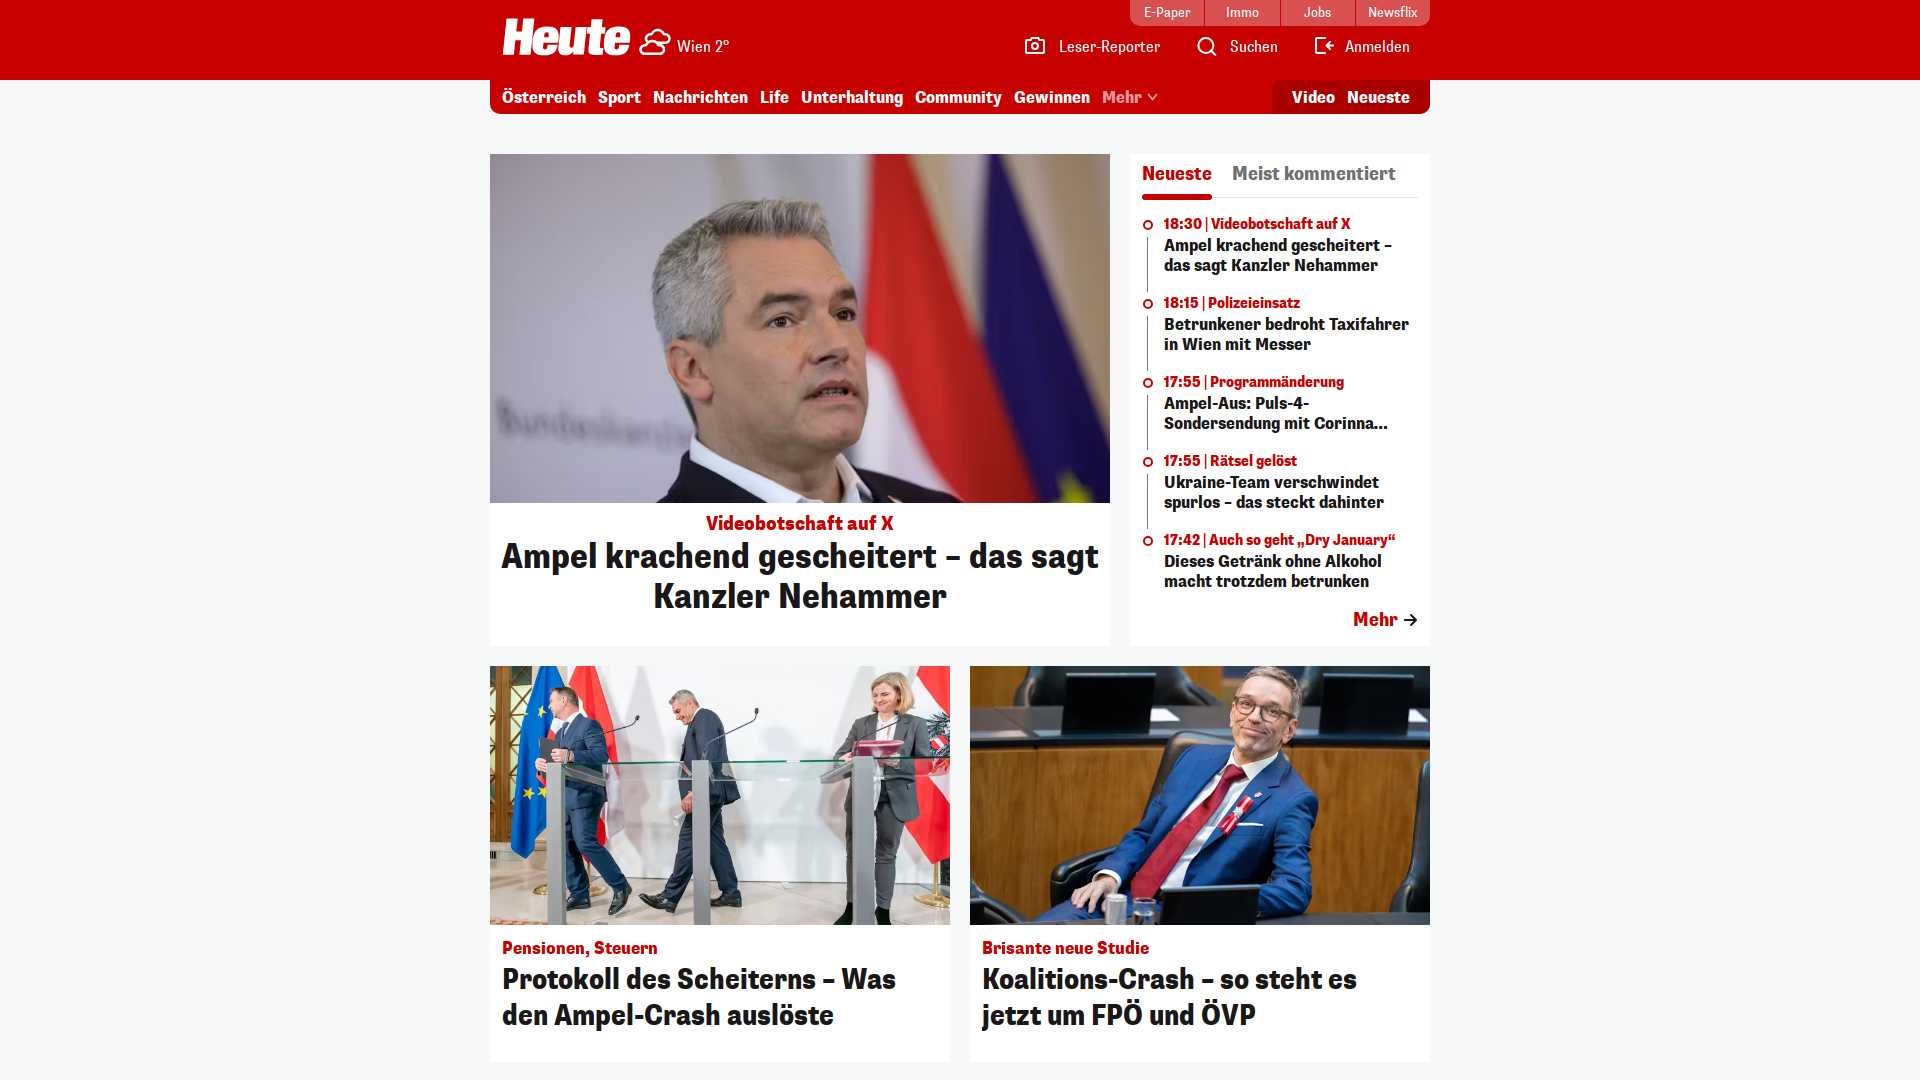 E-Paper
Immo
Jobs
Newsflix
Heute
Wien 2°
Leser-Reporter
Suchen
Anmelden
Österreich
Sport
Nachrichten
Life
Unterhaltung
Community
Gewinnen
Mehr
Video
Neueste
Videobotschaft auf X
Ampel krachend gescheitert – das sagt
Kanzler Nehammer
Neueste
Meist kommentiert
18:30 | Videobotschaft auf X
Ampel krachend gescheitert –
das sagt Kanzler Nehammer
18:15 | Polizeieinsatz
Betrunkener bedroht Taxifahrer
in Wien mit Messer
17:55 | Programmänderung
Ampel-Aus: Puls-4-
Sondersendung mit Corinna...
17:55 | Rätsel gelöst
Ukraine-Team verschwindet
spurlos – das steckt dahinter
17:42 | Auch so geht „Dry January“
Dieses Getränk ohne Alkohol
macht trotzdem betrunken
Mehr
Pensionen, Steuern
Protokoll des Scheiterns – Was
den Ampel-Crash auslöste
Brisante neue Studie
Koalitions-Crash – so steht es
jetzt um FPÖ und ÖVP